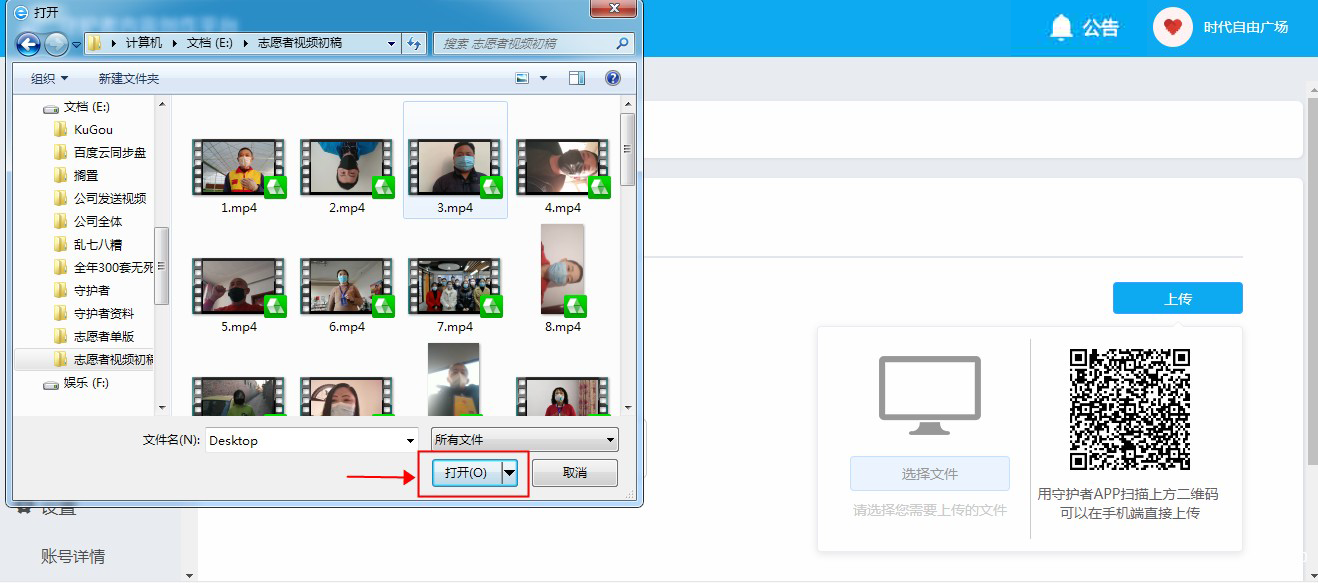 打开
计算机 文档 (E:) 志愿者视频初稿
搜索 志愿者视频初稿
组织 新建文件夹
文档 (E:)
KuGou
百度云同步盘
搁置
公司发送视频
公司全体
乱七八糟
全年300套无死
守护者
守护者资料
志愿者单版
志愿者视频初稿
娱乐 (F:)
1.mp4
2.mp4
3.mp4
4.mp4
5.mp4
6.mp4
7.mp4
8.mp4
文件名(N): Desktop
所有文件
打开(O)
取消
公告
时代自由广场
上传
选择文件
请选择您需要上传的文件
用守护者APP扫描上方二维码
可以在手机端直接上传
设置
账号详情